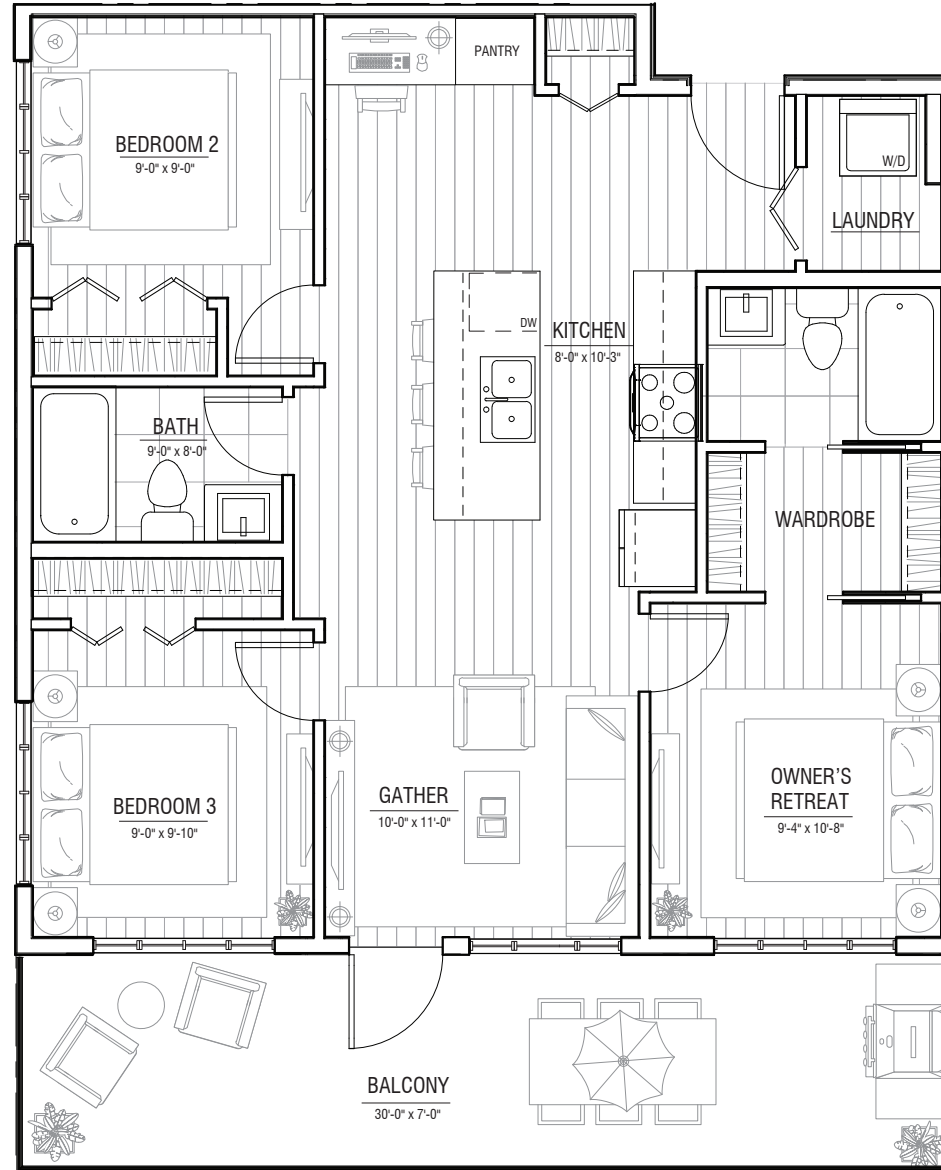 PANTRY
BEDROOM 2
9'-0" x 9'-0"
W/D
LAUNDRY
DW
KITCHEN
8'-0" x 10'-3"
BATH
9'-0" x 8'-0"
WARDROBE
BEDROOM 3
9'-0" x 9'-10"
GATHER
10'-0" x 11'-0"
OWNER'S
RETREAT
9'-4" x 10'-8"
BALCONY
30'-0" x 7'-0"